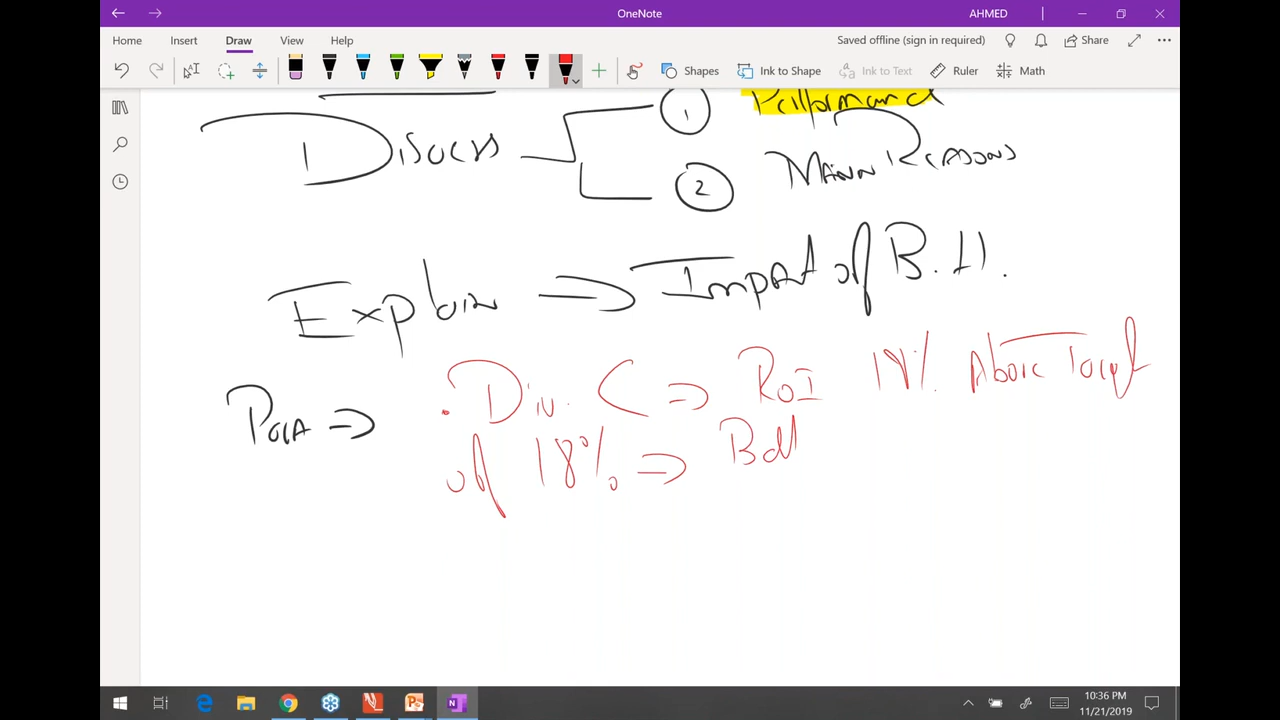 OneNote
AHMED
Home Insert Draw View Help
Saved offline (sign in required)
Share
Shapes
Ink to Shape
Ink to Text
Ruler
Math
Performance
Discuss
1
2
Main Reasons
Explain ⇒ Impact of B.H.
⇒ . Div. C ⇒ ROI 19% Above Target
of 18% ⇒
10:36 PM
11/21/2019